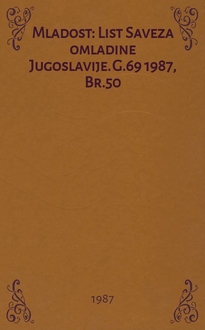 Mladost: List Saveza
omladine
Jugoslavije. G.69 1987,
Br.50
1987